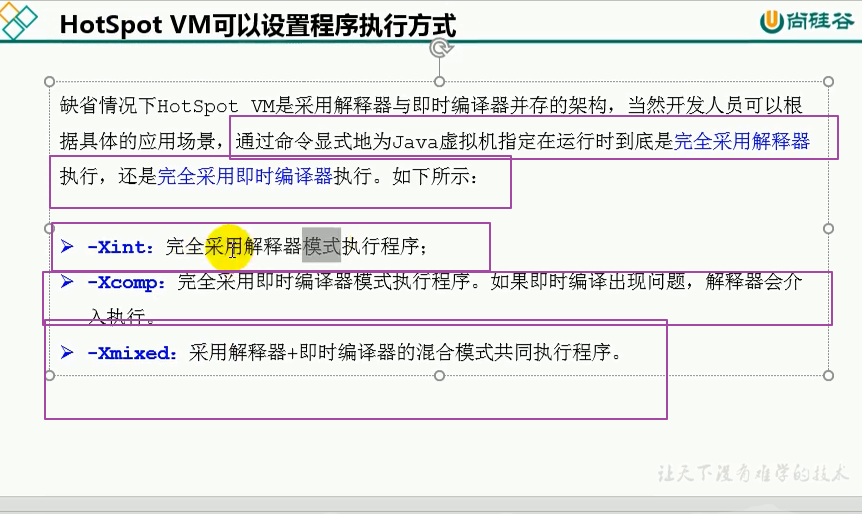 HotSpot VM可以设置程序执行方式
尚硅谷
缺省情况下HotSpot VM是采用解释器与即时编译器并存的架构，当然开发人员可以根
据具体的应用场景，通过命令显式地为Java虚拟机指定在运行时到底是完全采用解释器
执行，还是完全采用即时编译器执行。如下所示：
-Xint：完全采用解释器模式执行程序；
-Xcomp：完全采用即时编译器模式执行程序。如果即时编译出现问题，解释器会介
入执行。
-Xmixed：采用解释器+即时编译器的混合模式共同执行程序。
让天下没有难学的技术